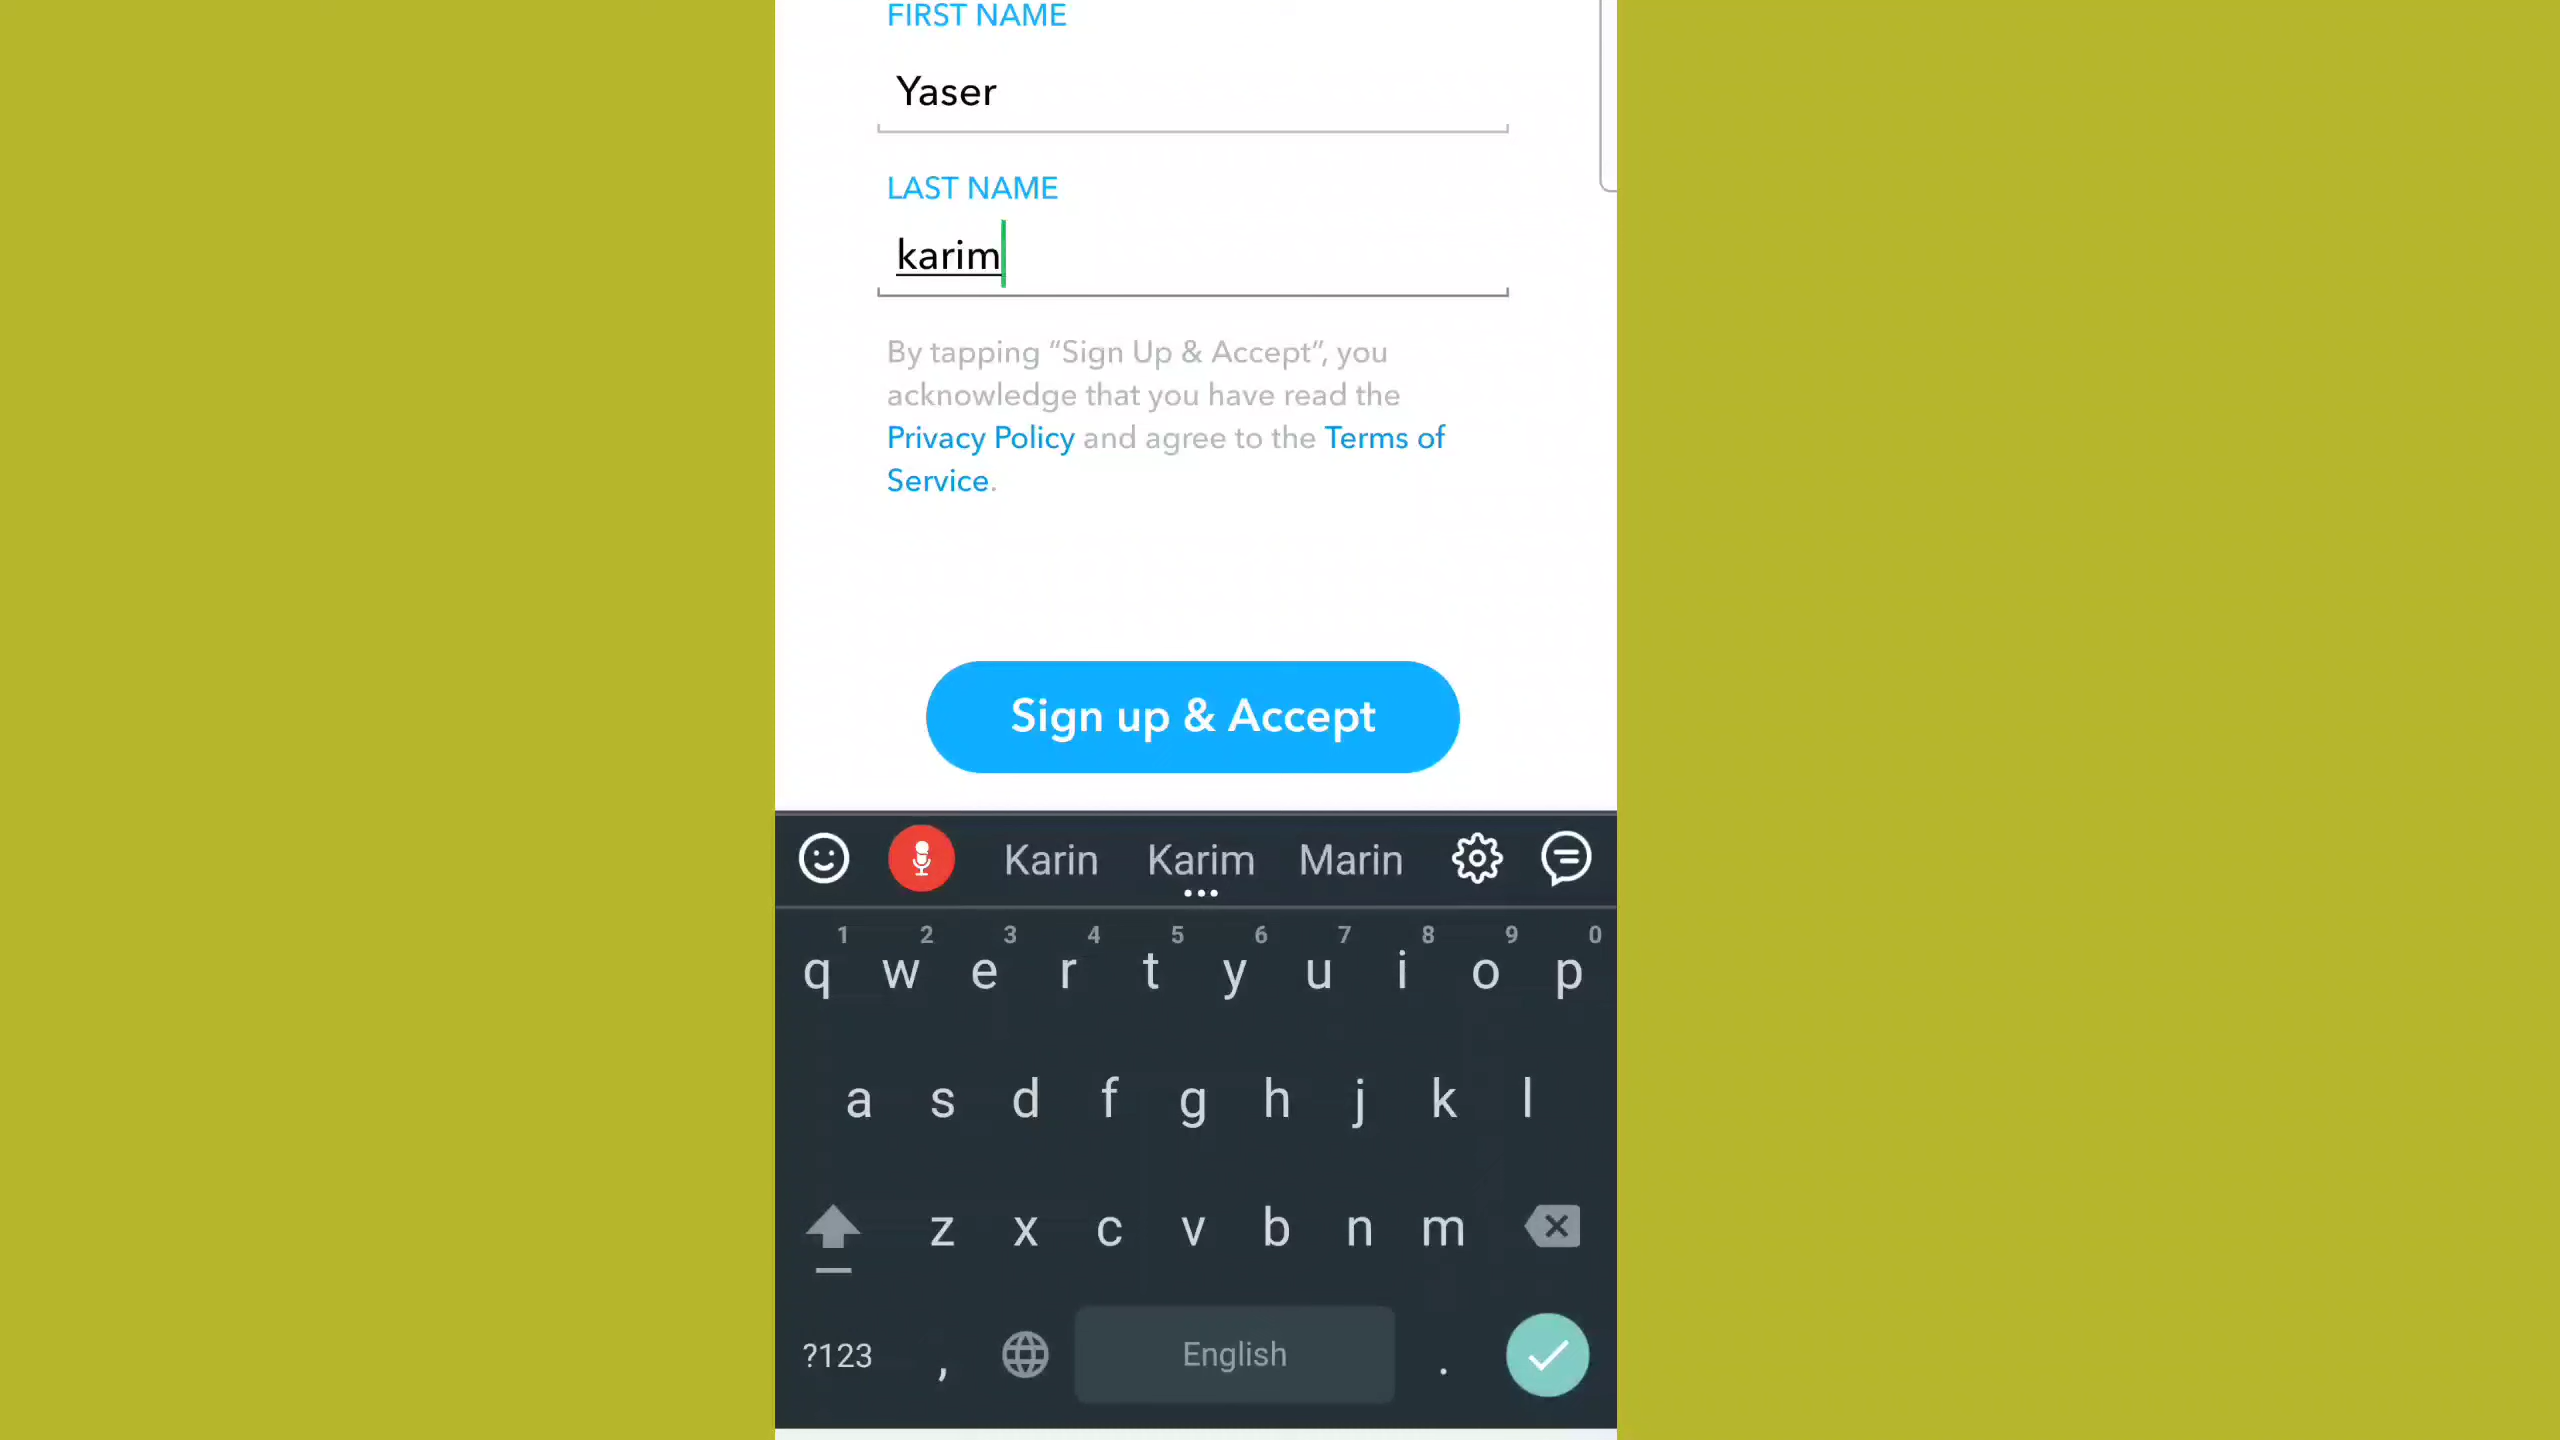 FIRST NAME
Yaser
LAST NAME
karim
By tapping “Sign Up & Accept”, you
acknowledge that you have read the
Privacy Policy and agree to the Terms of
Service.
Sign up & Accept
Karin Karim Marin
1 2 3 4 5 6 7 8 9 0
q w e r t y u i o p
a s d f g h j k l
z x c v b n m
?123 , English .